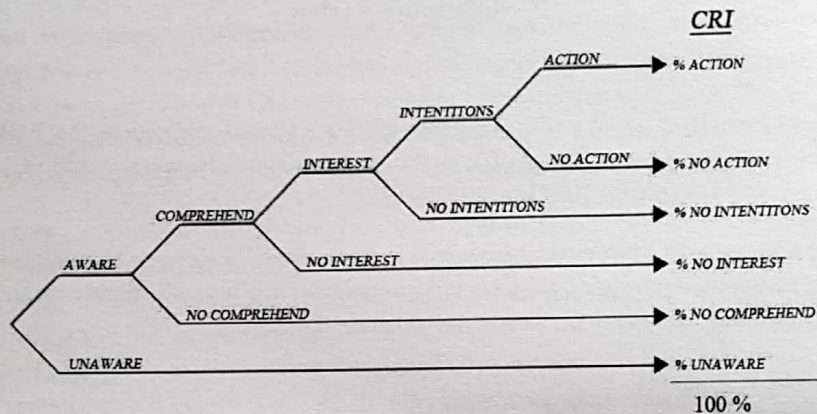 CRI
ACTION % ACTION
INTENTITONS
INTEREST NO ACTION % NO ACTION
COMPREHEND NO INTENTITONS % NO INTENTITONS
AWARE NO INTEREST % NO INTEREST
NO COMPREHEND % NO COMPREHEND
UNAWARE % UNAWARE
100 %